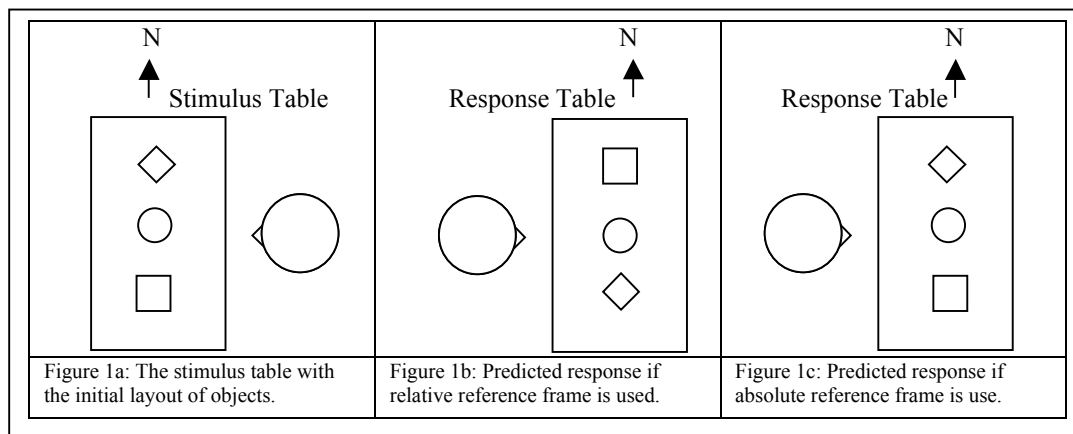 N
Stimulus Table
Figure 1a: The stimulus table with
the initial layout of objects.
N
Response Table
Figure 1b: Predicted response if
relative reference frame is used.
N
Response Table
Figure 1c: Predicted response if
absolute reference frame is use.